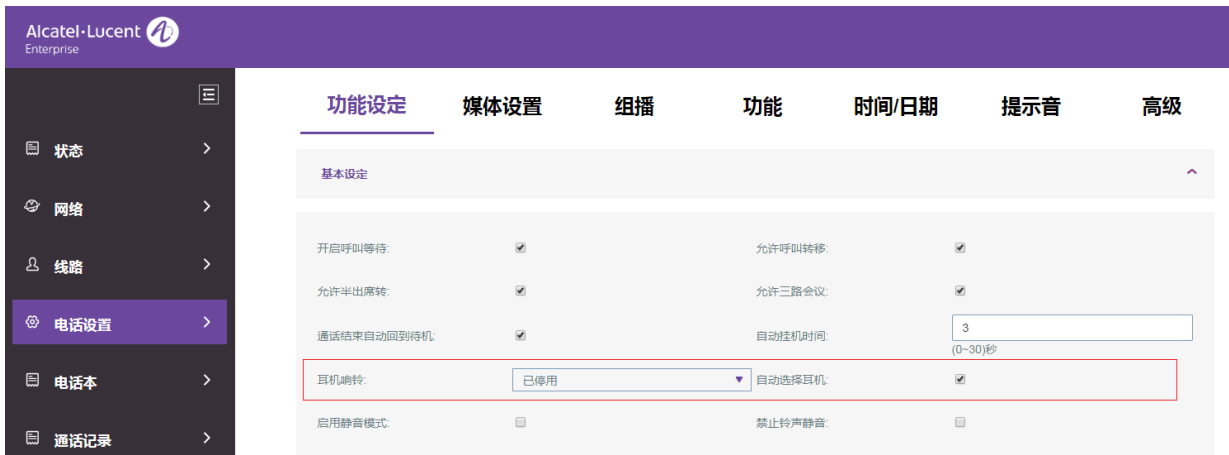 Alcatel·Lucent
Enterprise
功能设定 媒体设置 组播 功能 时间/日期 提示音 高级
状态
网络
线路
电话设置
电话本
通话记录
基本设定
开启呼叫等待: 允许呼叫转移:
允许半出席转: 允许三路会议:
通话结束自动回到待机: 自动挂机时间: 3
(0~30)秒
耳机响铃: 已停用 自动选择耳机:
启用静音模式: 禁止铃声静音: